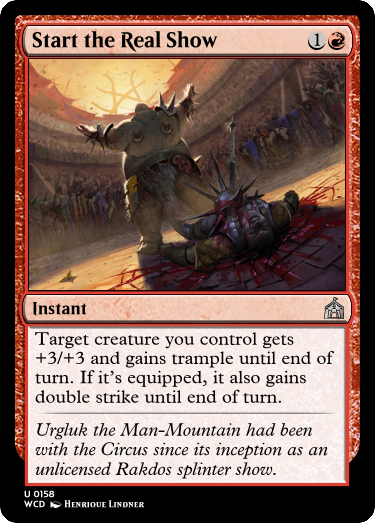 Start the Real Show 1
Instant
Target creature you control gets
+3/+3 and gains trample until end of
turn. If it's equipped, it also gains
double strike until end of turn.
Urgluk the Man-Mountain had been
with the Circus since its inception as an
unlicensed Rakdos splinter show.
U 0158
WCD Henrique Lindner